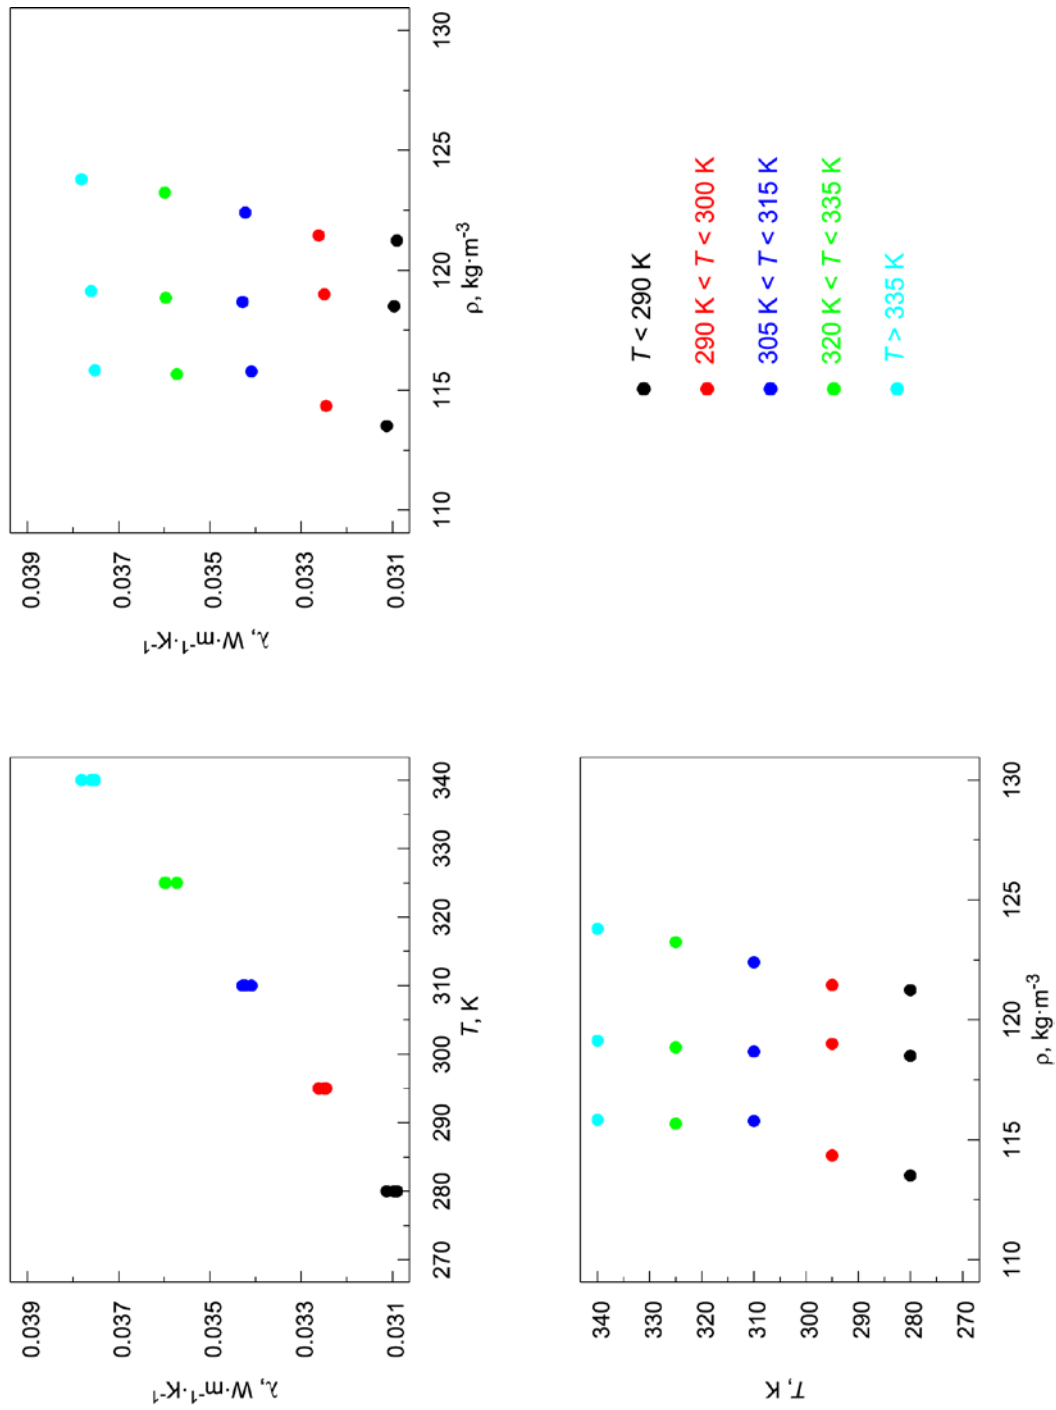 λ, W·m⁻¹·K⁻¹
0.039
0.037
0.035
0.033
0.031
270 280 290 300 310 320 330 340
T, K
λ, W·m⁻¹·K⁻¹
0.039
0.037
0.035
0.033
0.031
110 115 120 125 130
ρ, kg·m⁻³
T, K
340
330
320
310
300
290
280
270
110 115 120 125 130
ρ, kg·m⁻³
T < 290 K
290 K < T < 300 K
305 K < T < 315 K
320 K < T < 335 K
T > 335 K